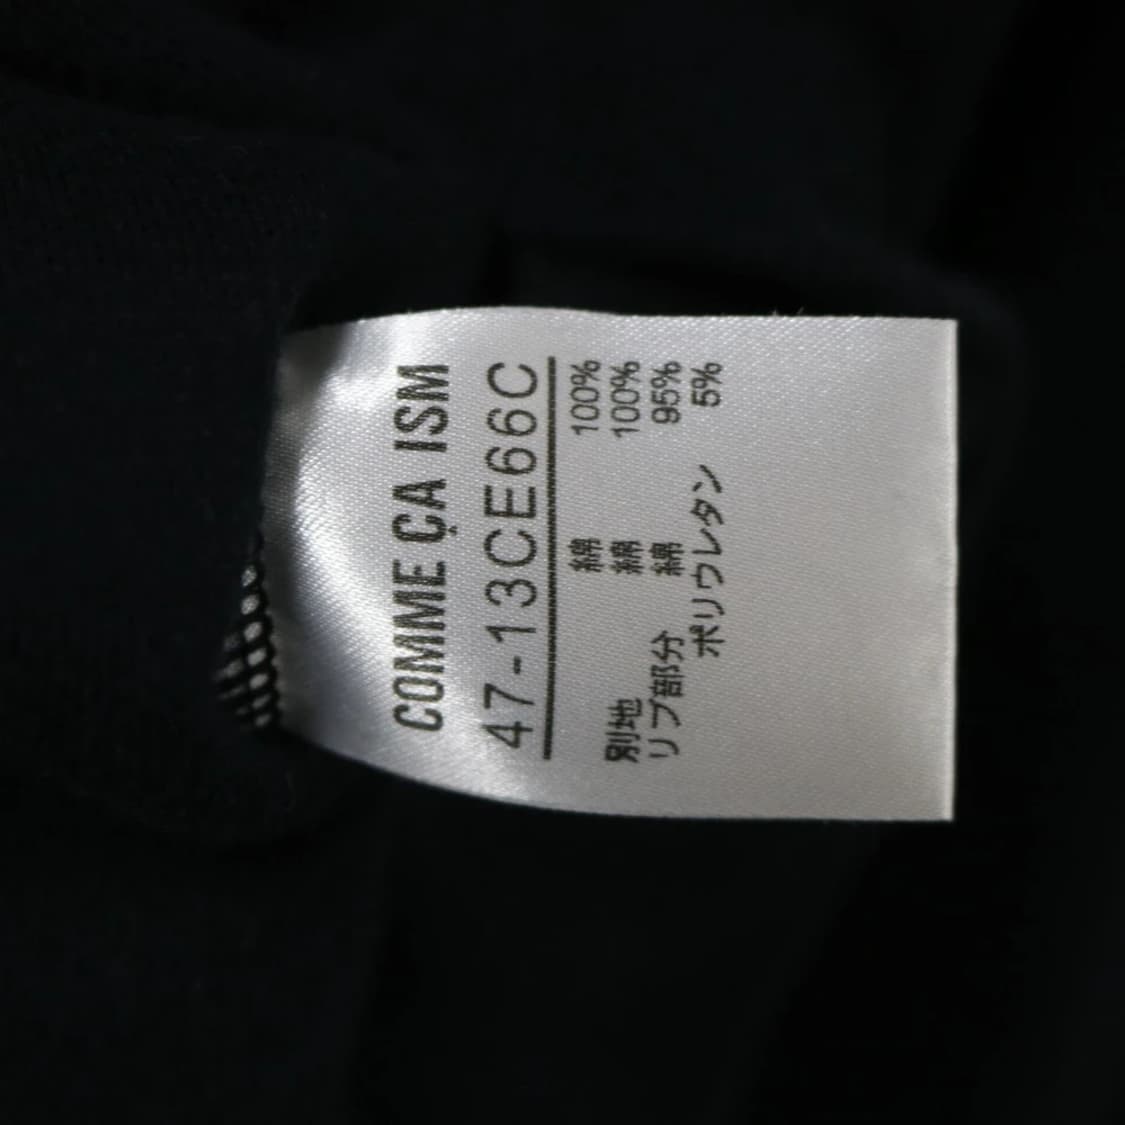 COMME ÇA ISM
47-13CE66C
綿 100%
別地 綿 100%
リブ部分 綿 95%
ポリウレタン 5%